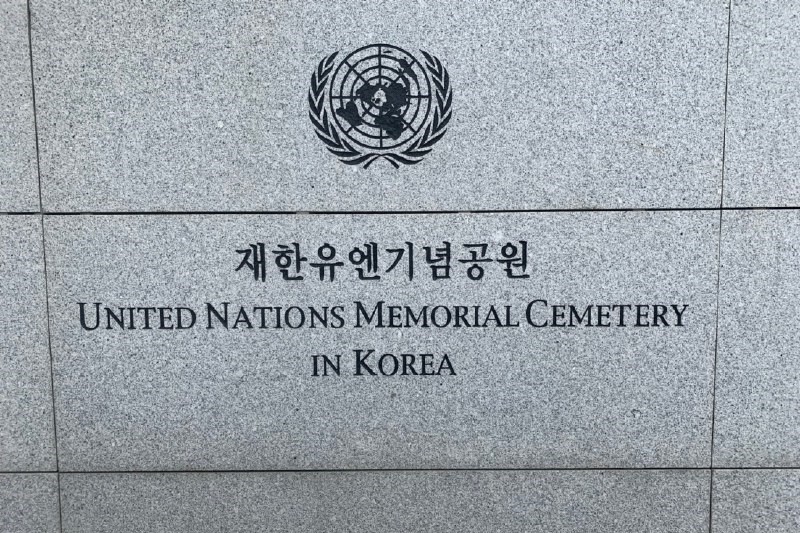 재한유엔기념공원
UNITED NATIONS MEMORIAL CEMETERY
IN KOREA